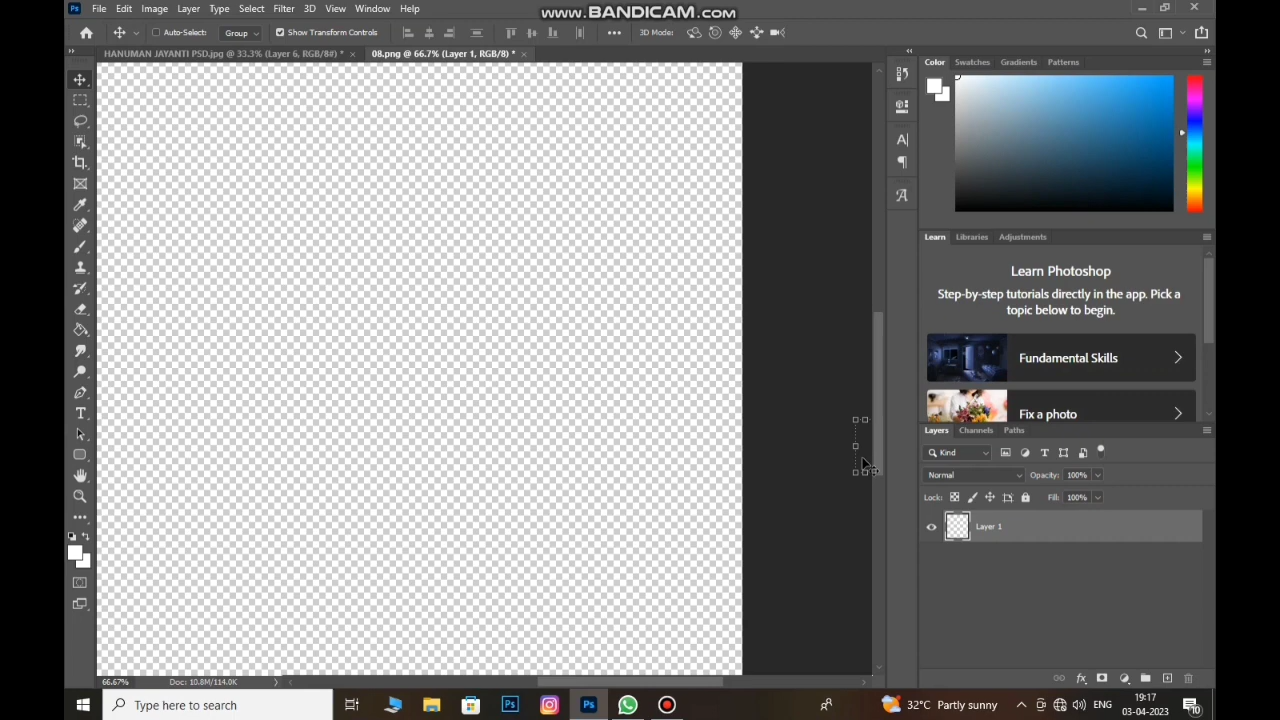 www.BANDICAM.com
File Edit Image Layer Type Select Filter 3D View Window Help
Auto-Select: Group Show Transform Controls 3D Mode:
HANUMAN JAYANTI PSD.jpg @ 33.3% (Layer 6, RGB/8#) * 08.png @ 66.7% (Layer 1, RGB/8) *
Color Swatches Gradients Patterns
Learn Libraries Adjustments
Learn Photoshop
Step-by-step tutorials directly in the app. Pick a
topic below to begin.
Fundamental Skills
Fix a photo
Layers Channels Paths
Kind
Normal Opacity: 100%
Lock: Fill: 100%
Layer 1
66.67% Doc: 10.8M/114.0K
Type here to search
32°C Partly sunny ENG
19:17
03-04-2023
10